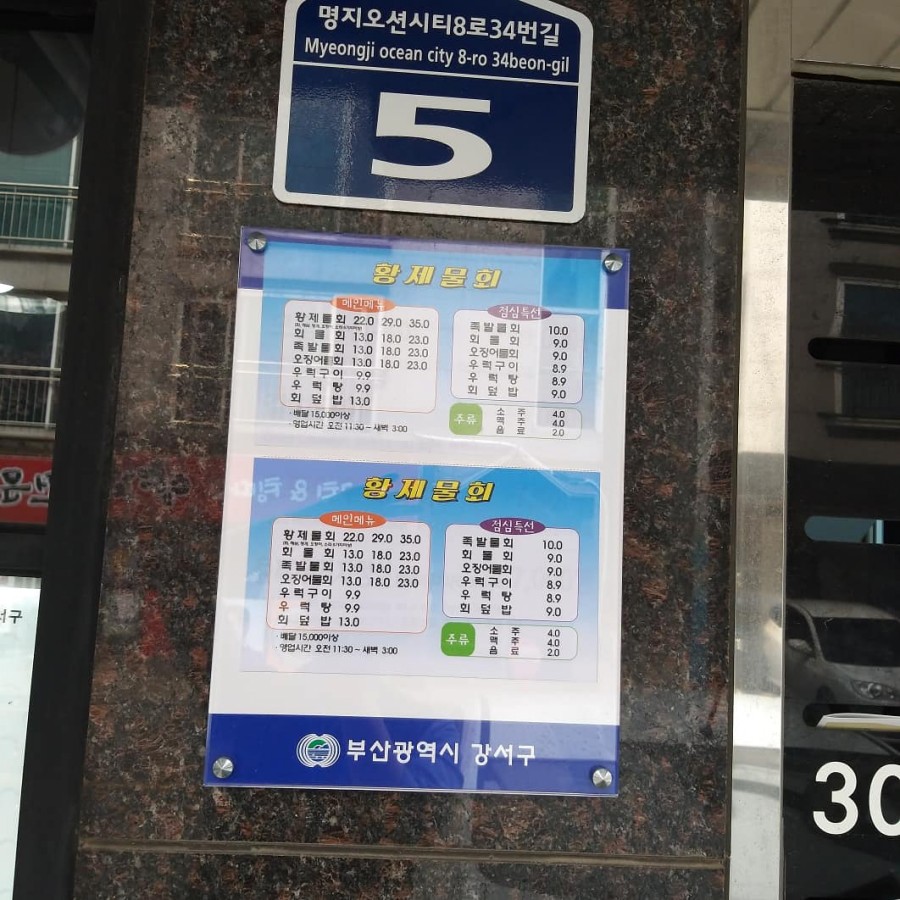 명지오션시티8로34번길
Myeongji ocean city 8-ro 34beon-gil
5
황제물회
메인메뉴
황제물회 22.0 29.0 35.0
회 물 회 13.0 18.0 23.0
족발물회 13.0 18.0 23.0
오징어물회 13.0 18.0 23.0
우럭구이 9.9
우 럭 탕 9.9
회 덮 밥 13.0
· 배달 15,000이상
· 영업시간 오전 11:30 ~ 새벽 3:00
점심특선
족발물회 10.0
회 물 회 9.0
오징어물회 9.0
우럭구이 8.9
우 럭 탕 8.9
회 덮 밥 9.0
주류
소 주 4.0
맥 주 4.0
음 료 2.0
황제물회
메인메뉴
황제물회 22.0 29.0 35.0
회 물 회 13.0 18.0 23.0
족발물회 13.0 18.0 23.0
오징어물회 13.0 18.0 23.0
우럭구이 9.9
우 럭 탕 9.9
회 덮 밥 13.0
· 배달 15,000이상
· 영업시간 오전 11:30 ~ 새벽 3:00
점심특선
족발물회 10.0
회 물 회 9.0
오징어물회 9.0
우럭구이 8.9
우 럭 탕 8.9
회 덮 밥 9.0
주류
소 주 4.0
맥 주 4.0
음 료 2.0
부산광역시 강서구
서구
30